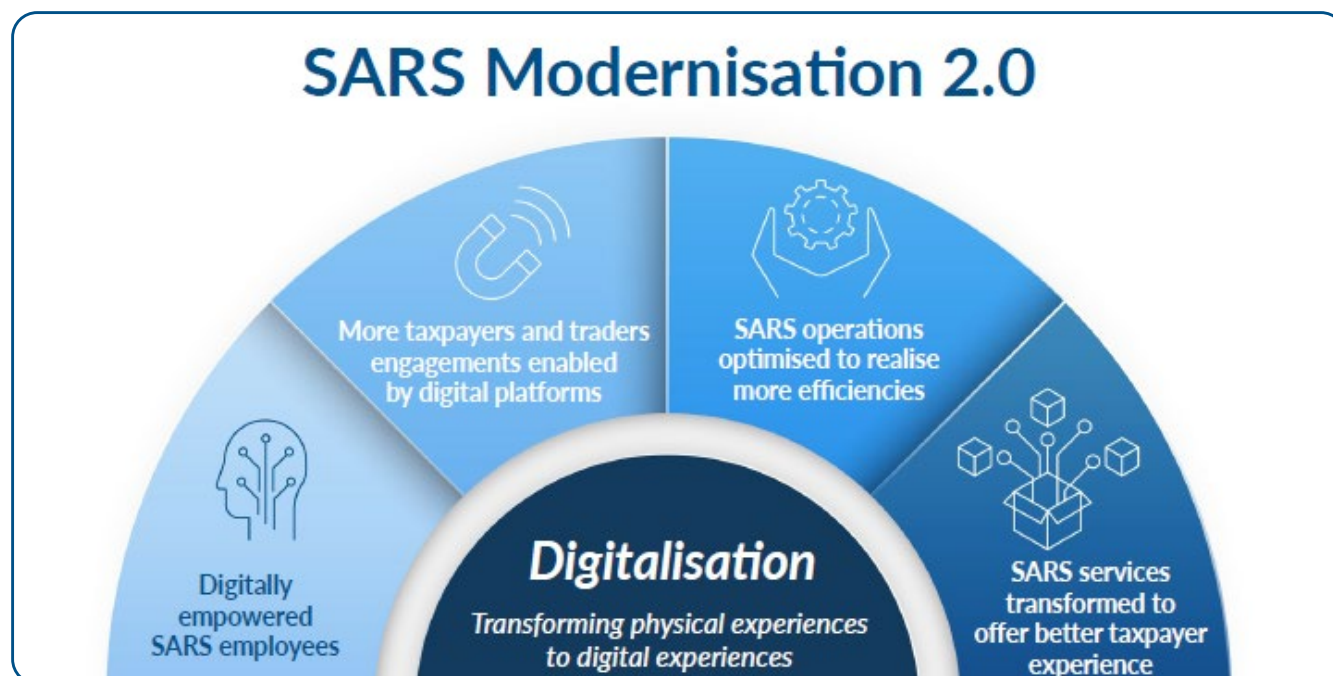 SARS Modernisation 2.0
Digitally
empowered
SARS employees
More taxpayers and traders
engagements enabled
by digital platforms
SARS operations
optimised to realise
more efficiencies
SARS services
transformed to
offer better taxpayer
experience
Digitalisation
Transforming physical experiences
to digital experiences